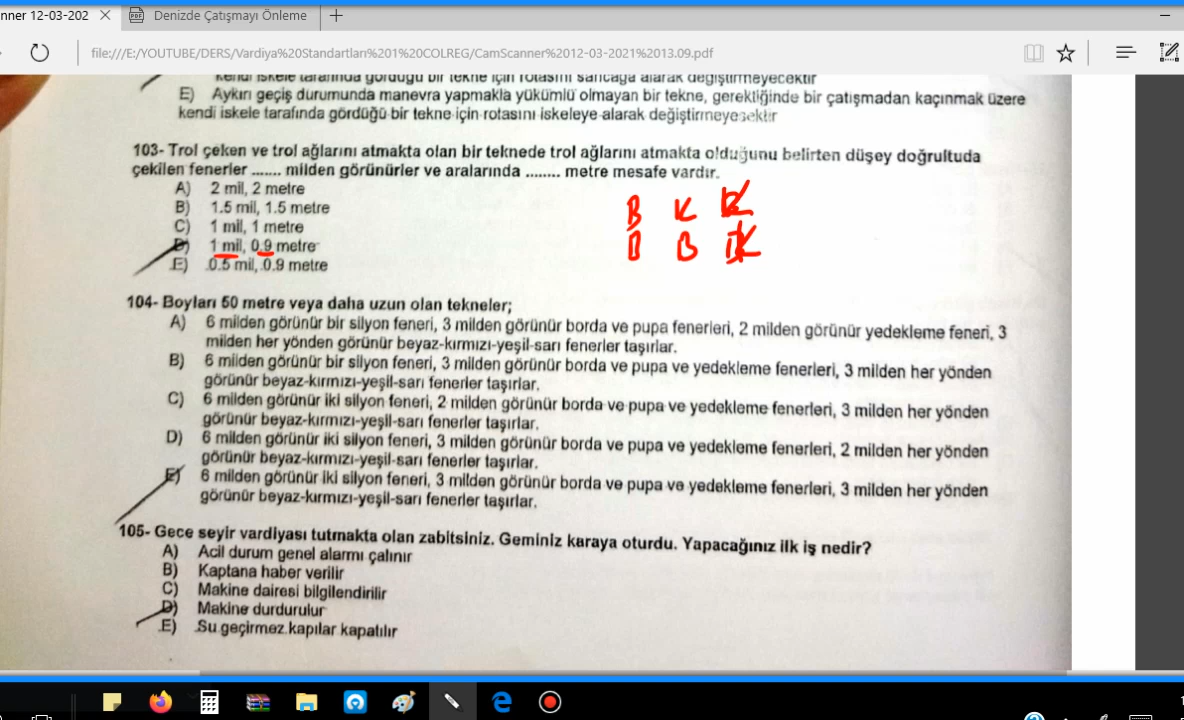 nner 12-03-202
Denizde Çatışmayı Önleme
file:///E:/YOUTUBE/DERS/Vardiya%20Standartları%201%20COLREG/CamScanner%2012-03-2021%2013.09.pdf
kendi iskele tarafında gördüğü bir tekne için rotasını sancağa alarak değiştirmeyecektir
E) Aykırı geçiş durumunda manevra yapmakla yükümlü olmayan bir tekne, gerektiğinde bir çatışmadan kaçınmak üzere
kendi iskele tarafında gördüğü bir tekne için rotasını iskeleye alarak değiştirmeyecektir
103- Trol çeken ve trol ağlarını atmakta olan bir teknede trol ağlarını atmakta olduğunu belirten düşey doğrultuda
çekilen fenerler ....... milden görünürler ve aralarında ........ metre mesafe vardır.
A) 2 mil, 2 metre
B) 1.5 mil, 1.5 metre
C) 1 mil, 1 metre
D) 1 mil, 0.9 metre
E) 0.5 mil, 0.9 metre
B K
B B
104- Boyları 50 metre veya daha uzun olan tekneler;
A) 6 milden görünür bir silyon feneri, 3 milden görünür borda ve pupa fenerleri, 2 milden görünür yedekleme feneri, 3
milden her yönden görünür beyaz-kırmızı-yeşil-sarı fenerler taşırlar.
B) 6 milden görünür bir silyon feneri, 3 milden görünür borda ve pupa ve yedekleme fenerleri, 3 milden her yönden
görünür beyaz-kırmızı-yeşil-sarı fenerler taşırlar.
C) 6 milden görünür iki silyon feneri, 2 milden görünür borda ve pupa ve yedekleme fenerleri, 3 milden her yönden
görünür beyaz-kırmızı-yeşil-sarı fenerler taşırlar.
D) 6 milden görünür iki silyon feneri, 3 milden görünür borda ve pupa ve yedekleme fenerleri, 2 milden her yönden
görünür beyaz-kırmızı-yeşil-sarı fenerler taşırlar.
E) 6 milden görünür iki silyon feneri, 3 milden görünür borda ve pupa ve yedekleme fenerleri, 3 milden her yönden
görünür beyaz-kırmızı-yeşil-sarı fenerler taşırlar.
105- Gece seyir vardiyası tutmakta olan zabitsiniz. Geminiz karaya oturdu. Yapacağınız ilk iş nedir?
A) Acil durum genel alarmı çalınır
B) Kaptana haber verilir
C) Makine dairesi bilgilendirilir
D) Makine durdurulur
E) Su geçirmez kapılar kapatılır